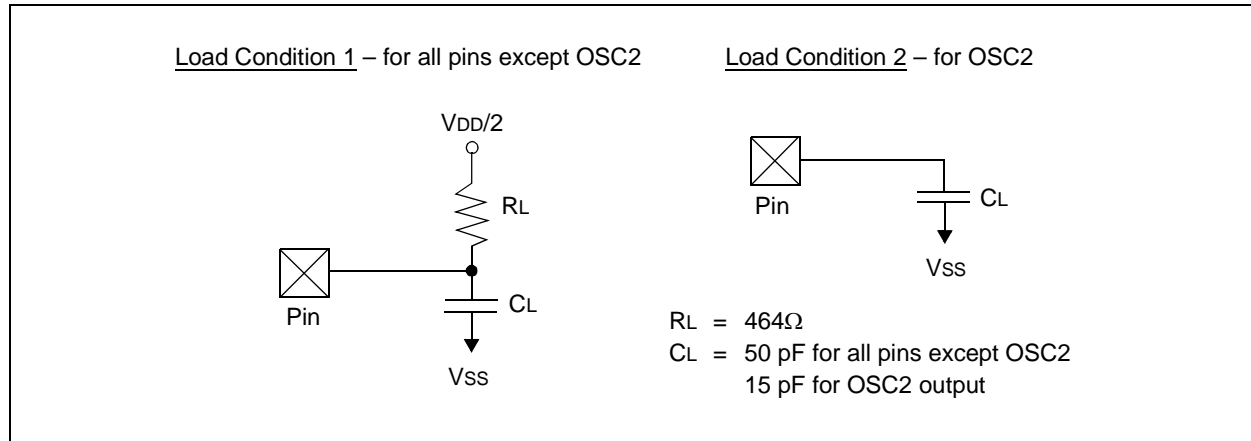 Load Condition 1 – for all pins except OSC2
VDD/2
RL
Pin
CL
VSS
Load Condition 2 – for OSC2
Pin
CL
VSS
RL = 464Ω
CL = 50 pF for all pins except OSC2
15 pF for OSC2 output